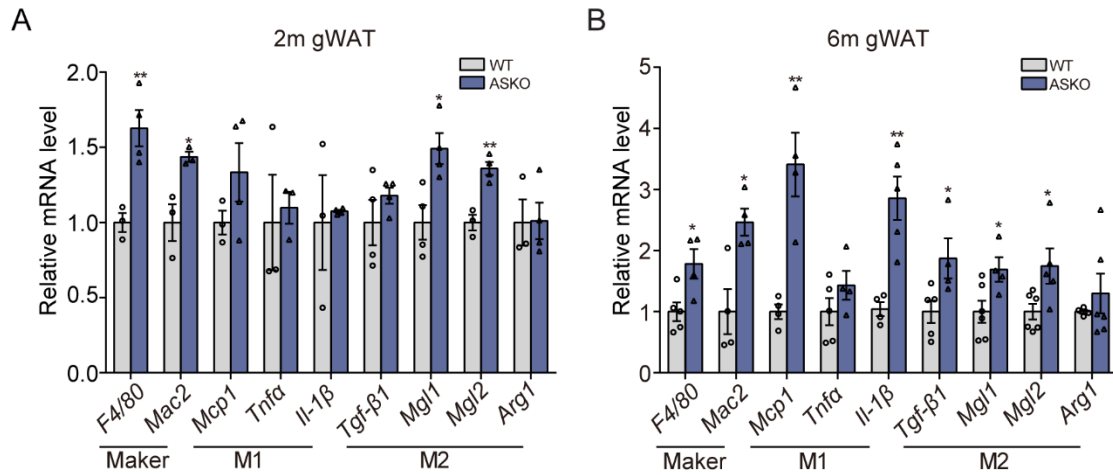 A
2m gWAT
WT
ASKO
Relative mRNA level
2.0
1.5
1.0
0.5
0.0
** * * **
F4/80 Mac2 Mcp1 Tnfα Il-1β Tgf-β1 Mgl1 Mgl2 Arg1
Maker M1 M2
B
6m gWAT
WT
ASKO
Relative mRNA level
5
4
3
2
1
0
* * ** ** * * *
F4/80 Mac2 Mcp1 Tnfα Il-1β Tgf-β1 Mgl1 Mgl2 Arg1
Maker M1 M2